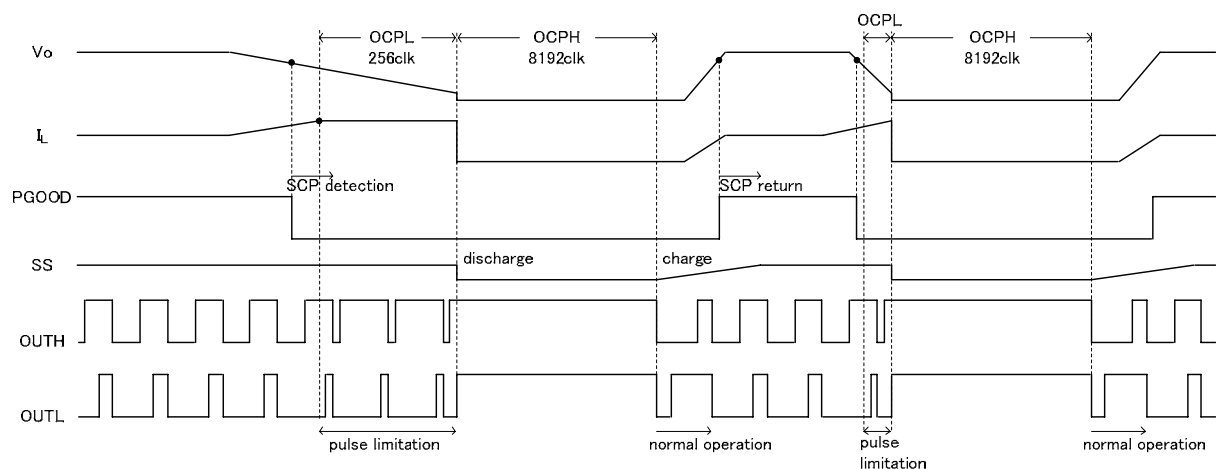 OCPL
256clk
OCPH
8192clk
OCPL
OCPH
8192clk
Vo
IL
SCP detection
SCP return
PGOOD
SS
discharge
charge
OUTH
OUTL
pulse limitation
normal operation
pulse
limitation
normal operation